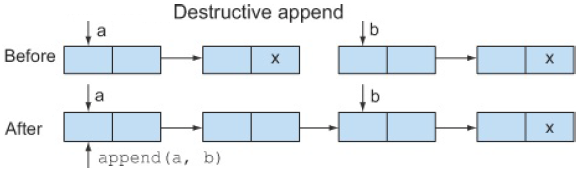 Destructive append
a b
Before x x
a b
After x
append(a, b)